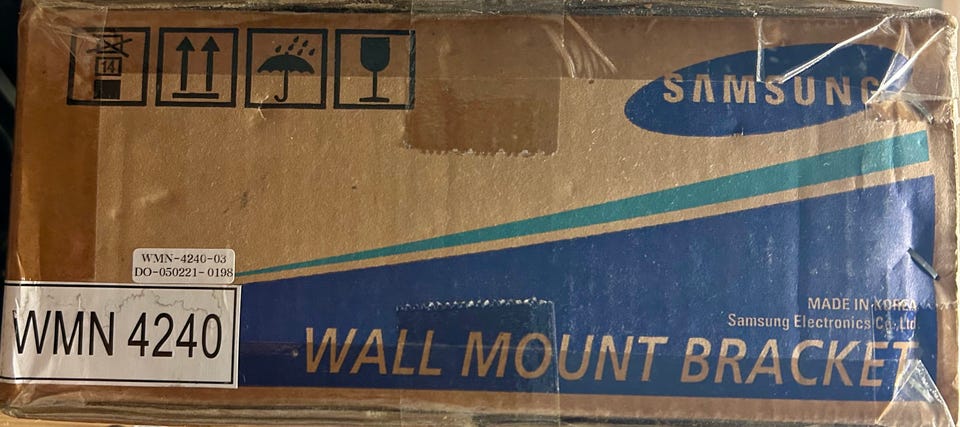 14
SAMSUNG
WMN-4240-03
DO-050221-0198
WMN 4240
MADE IN KOREA
Samsung Electronics Co., Ltd.
WALL MOUNT BRACKET